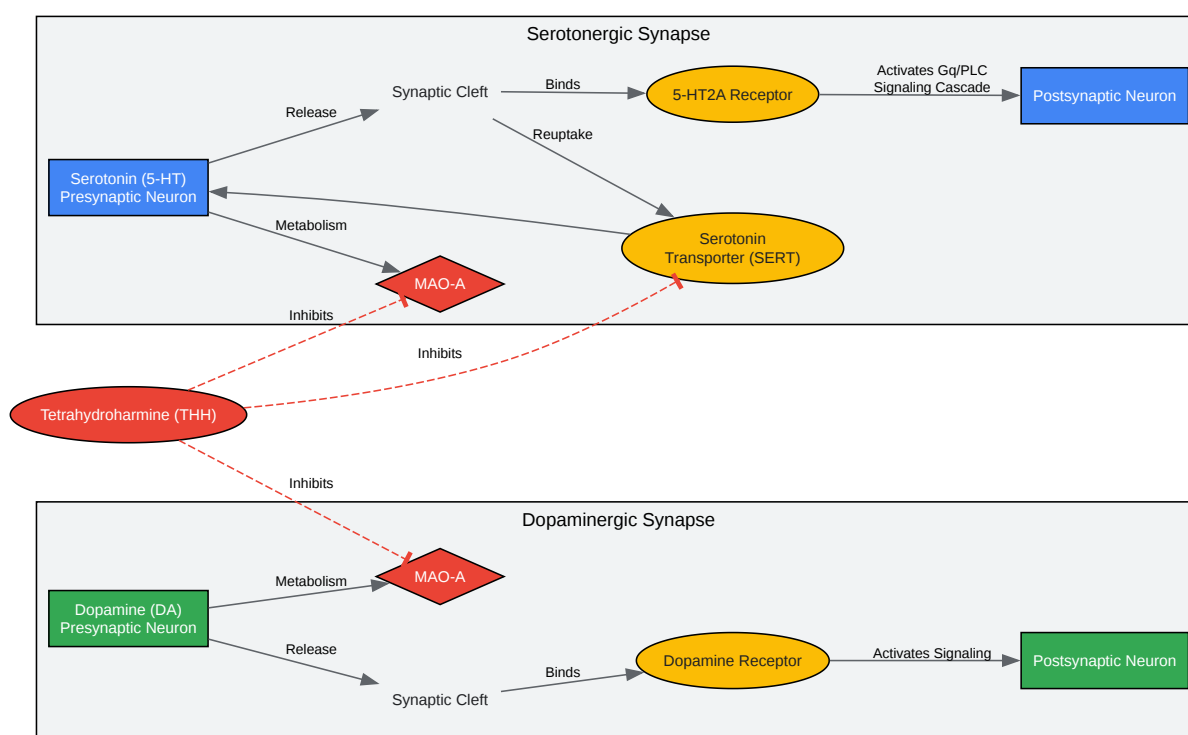 Serotonergic Synapse
Activates Gq/PLC
Signaling Cascade
Binds
Synaptic Cleft
5-HT2A Receptor
Postsynaptic Neuron
Release
Reuptake
Serotonin (5-HT)
Presynaptic Neuron
Metabolism
Serotonin
Transporter (SERT)
MAO-A
Inhibits
Inhibits
Tetrahydroharmine (THH)
Inhibits
Dopaminergic Synapse
MAO-A
Metabolism
Dopamine (DA)
Presynaptic Neuron
Release
Synaptic Cleft
Binds
Dopamine Receptor
Activates Signaling
Postsynaptic Neuron